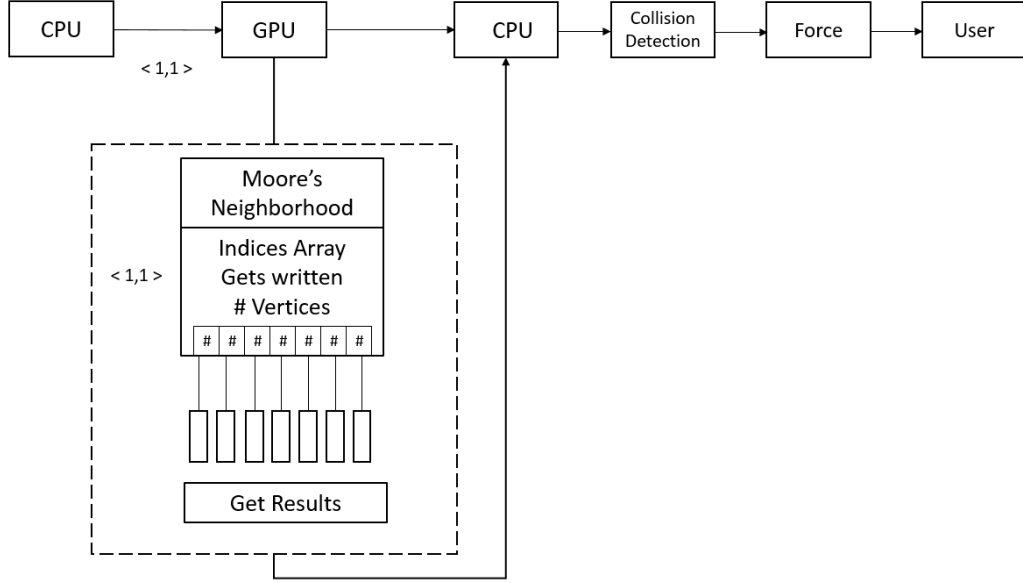 CPU
GPU
CPU
Collision
Detection
Force
User
< 1,1 >
Moore’s
Neighborhood
Indices Array
Gets written
# Vertices
< 1,1 >
# # # # # # #
Get Results